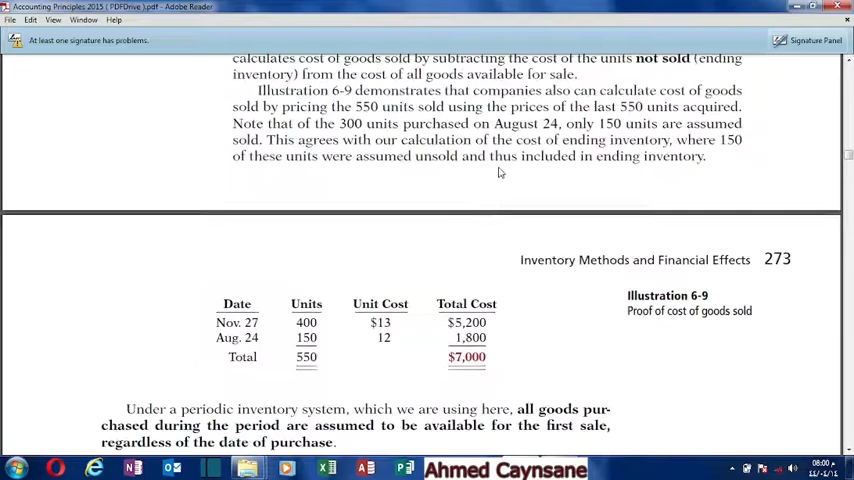 Accounting Principles 2015 ( PDFDrive ).pdf - Adobe Reader
File Edit View Window Help
At least one signature has problems.
Signature Panel
calculates cost of goods sold by subtracting the cost of the units not sold (ending
inventory) from the cost of all goods available for sale.
Illustration 6-9 demonstrates that companies also can calculate cost of goods
sold by pricing the 550 units sold using the prices of the last 550 units acquired.
Note that of the 300 units purchased on August 24, only 150 units are assumed
sold. This agrees with our calculation of the cost of ending inventory, where 150
of these units were assumed unsold and thus included in ending inventory.
Inventory Methods and Financial Effects 273
Illustration 6-9
Proof of cost of goods sold
Date Units Unit Cost Total Cost
Nov. 27 400 $13 $5,200
Aug. 24 150 12 1,800
Total 550 $7,000
Under a periodic inventory system, which we are using here, all goods pur-
chased during the period are assumed to be available for the first sale,
regardless of the date of purchase.
Ahmed Caynsane
08:00 م